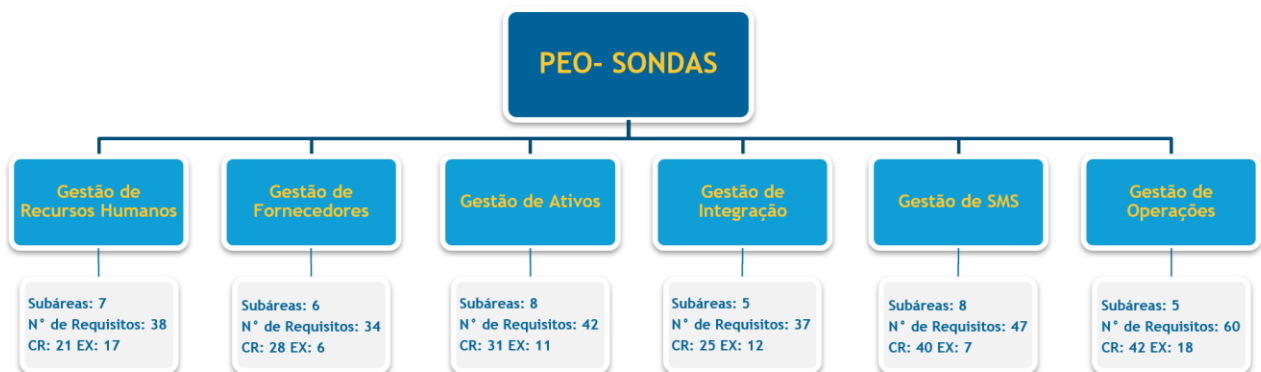 PEO- SONDAS
Gestão de
Recursos Humanos
Gestão de
Fornecedores
Gestão de Ativos
Gestão de
Integração
Gestão de SMS
Gestão de
Operações
Subáreas: 7
N° de Requisitos: 38
CR: 21 EX: 17
Subáreas: 6
N° de Requisitos: 34
CR: 28 EX: 6
Subáreas: 8
N° de Requisitos: 42
CR: 31 EX: 11
Subáreas: 5
N° de Requisitos: 37
CR: 25 EX: 12
Subáreas: 8
N° de Requisitos: 47
CR: 40 EX: 7
Subáreas: 5
N° de Requisitos: 60
CR: 42 EX: 18